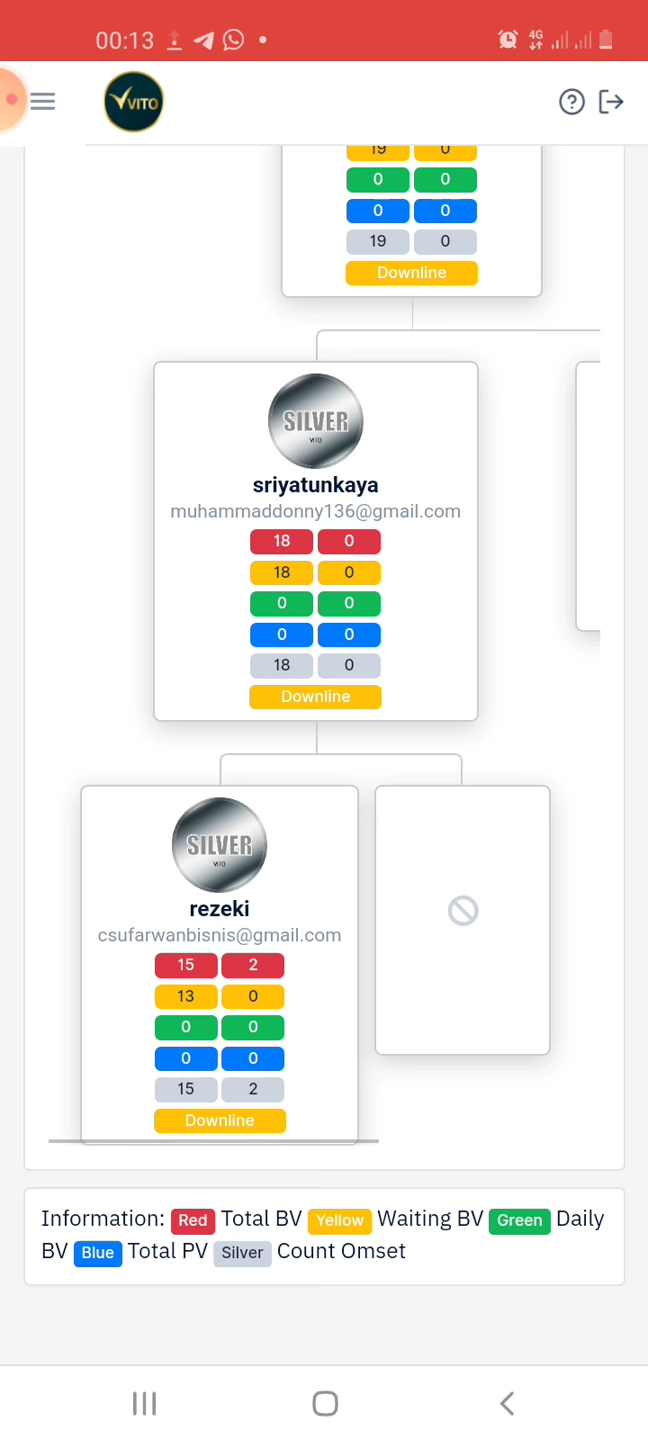 00:13
4G
VITO
19 0
0 0
0 0
19 0
Downline
SILVER
VITO
sriyatunkaya
muhammaddonny136@gmail.com
18 0
18 0
0 0
0 0
18 0
Downline
SILVER
VITO
rezeki
csufarwanbisnis@gmail.com
15 2
13 0
0 0
0 0
15 2
Downline
Information: Red Total BV Yellow Waiting BV Green Daily
BV Blue Total PV Silver Count Omset